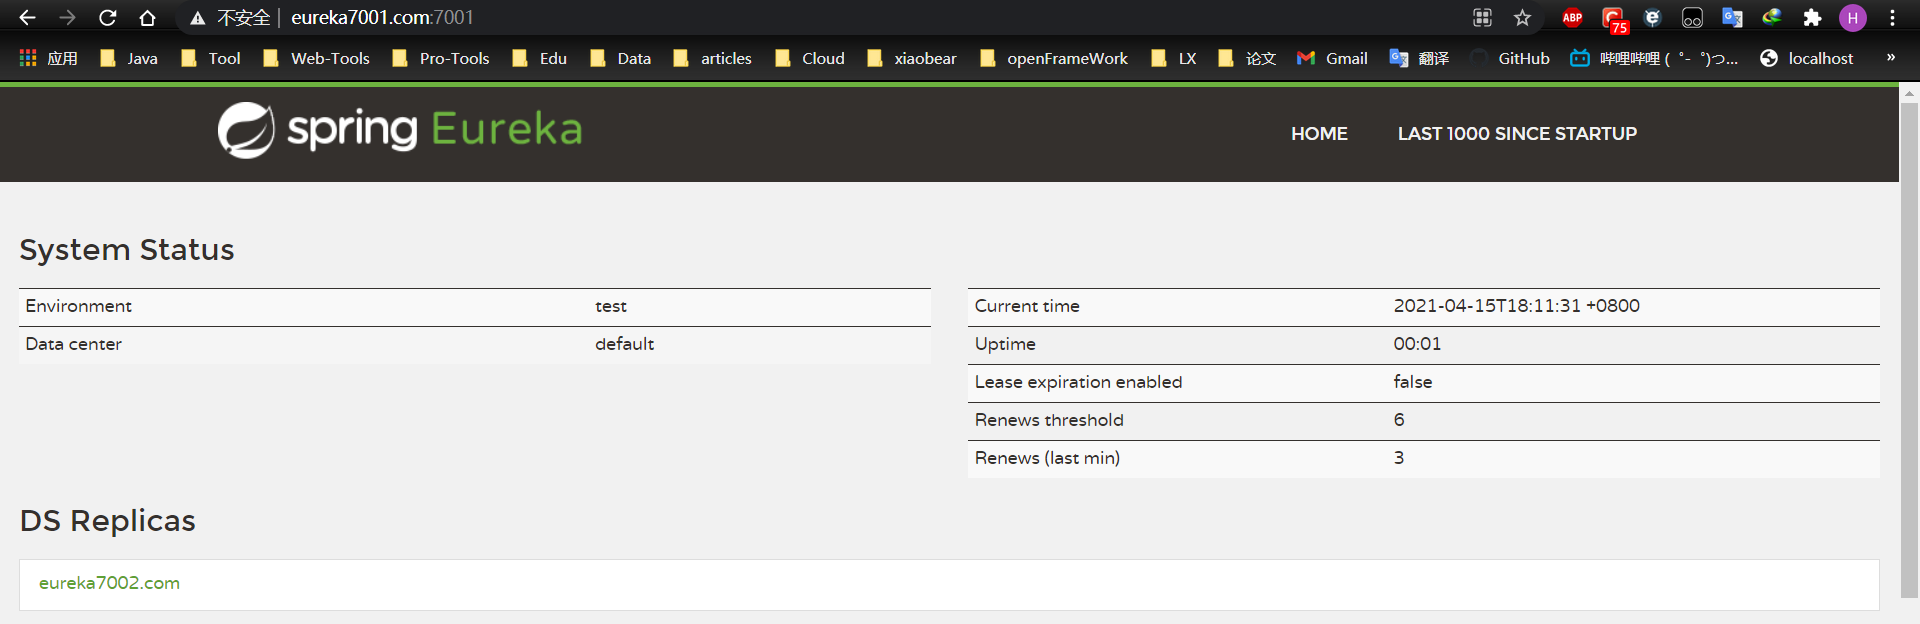 不安全 | eureka7001.com:7001
ABP 75 H
应用 Java Tool Web-Tools Pro-Tools Edu Data articles Cloud xiaobear openFrameWork LX 论文 Gmail 翻译 GitHub 哔哩哔哩 ( ゜- ゜)つ... localhost »
spring Eureka HOME LAST 1000 SINCE STARTUP
System Status
Environment test
Data center default
Current time 2021-04-15T18:11:31 +0800
Uptime 00:01
Lease expiration enabled false
Renews threshold 6
Renews (last min) 3
DS Replicas
eureka7002.com